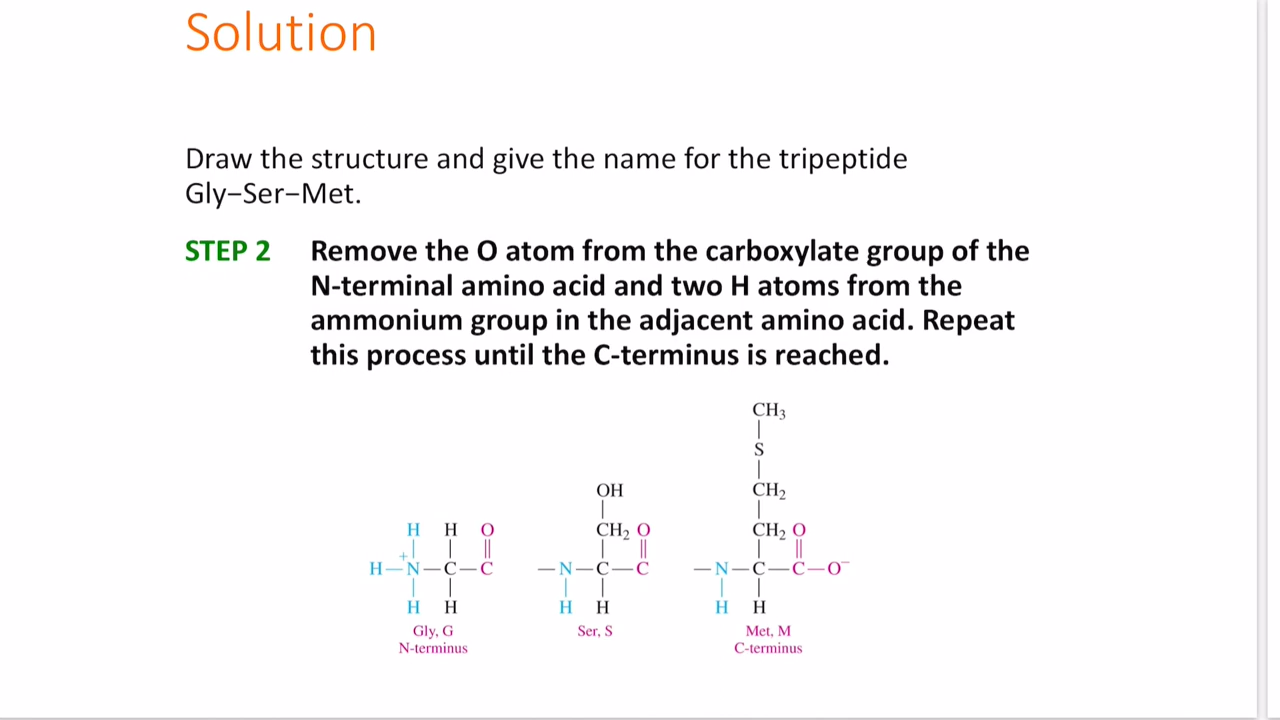 Solution
Draw the structure and give the name for the tripeptide
Gly−Ser−Met.
STEP 2 Remove the O atom from the carboxylate group of the
N-terminal amino acid and two H atoms from the
ammonium group in the adjacent amino acid. Repeat
this process until the C-terminus is reached.
CH₃
S
OH CH₂
H H O CH₂ O CH₂ O
+
H—N—C—C —N—C—C —N—C—C—O⁻
H H H H H H
Gly, G Ser, S Met, M
N-terminus C-terminus